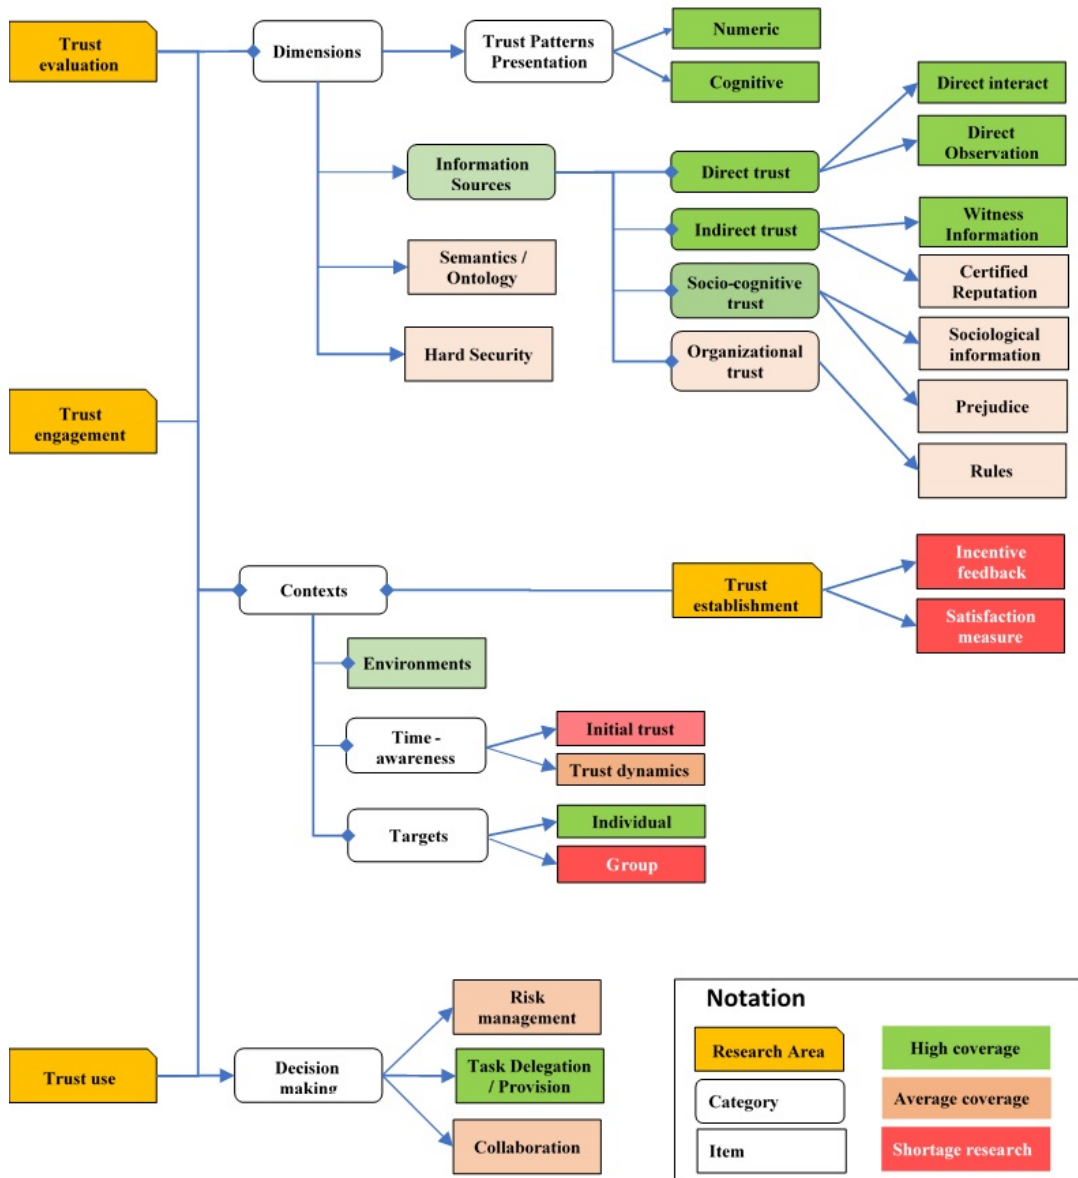 Trust
evaluation
Dimensions
Trust Patterns
Presentation
Numeric
Cognitive
Direct interact
Direct
Observation
Information
Sources
Direct trust
Indirect trust
Witness
Information
Semantics /
Ontology
Socio-cognitive
trust
Certified
Reputation
Hard Security
Organizational
trust
Sociological
information
Prejudice
Rules
Trust
engagement
Contexts
Trust
establishment
Incentive
feedback
Satisfaction
measure
Environments
Time -
awareness
Initial trust
Trust dynamics
Targets
Individual
Group
Trust use
Decision
making
Risk
management
Task Delegation
/ Provision
Collaboration
Notation
Research Area
High coverage
Category
Average coverage
Item
Shortage research